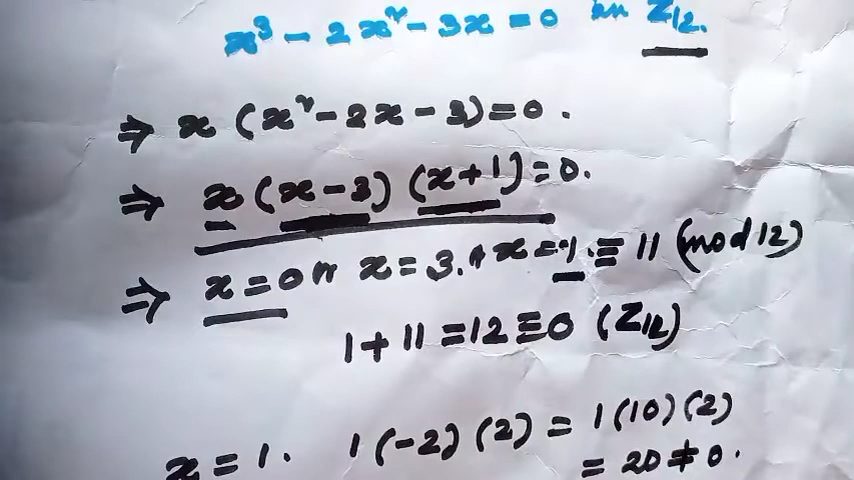 x³ - 2x² - 3x = 0 in Z₁₂.
⇒ x (x² - 2x - 3) = 0.
⇒ x (x - 3) (x + 1) = 0.
⇒ x = 0 or x = 3. r x = -1. ≡ 11 (mod 12)
1 + 11 = 12 ≡ 0 (Z₁₂)
x = 1. 1 (-2) (2) = 1 (10) (2)
= 20 ≠ 0.